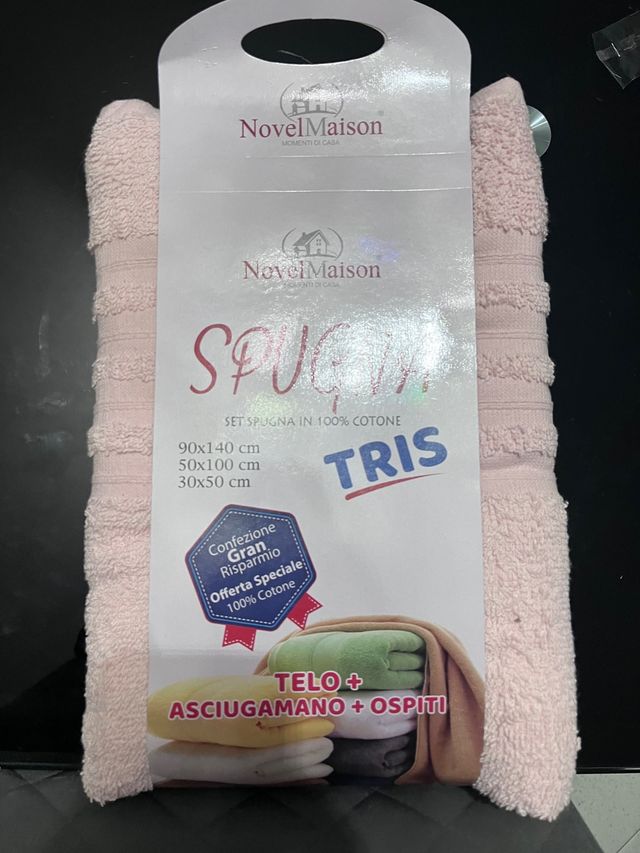 NovelMaison
MOMENTI DI CASA
NovelMaison
MOMENTI DI CASA
SPUGNA
SET SPUGNA IN 100% COTONE
90x140 cm
50x100 cm
30x50 cm
TRIS
Confezione
Gran
Risparmio
Offerta Speciale
100% Cotone
TELO +
ASCIUGAMANO + OSPITI